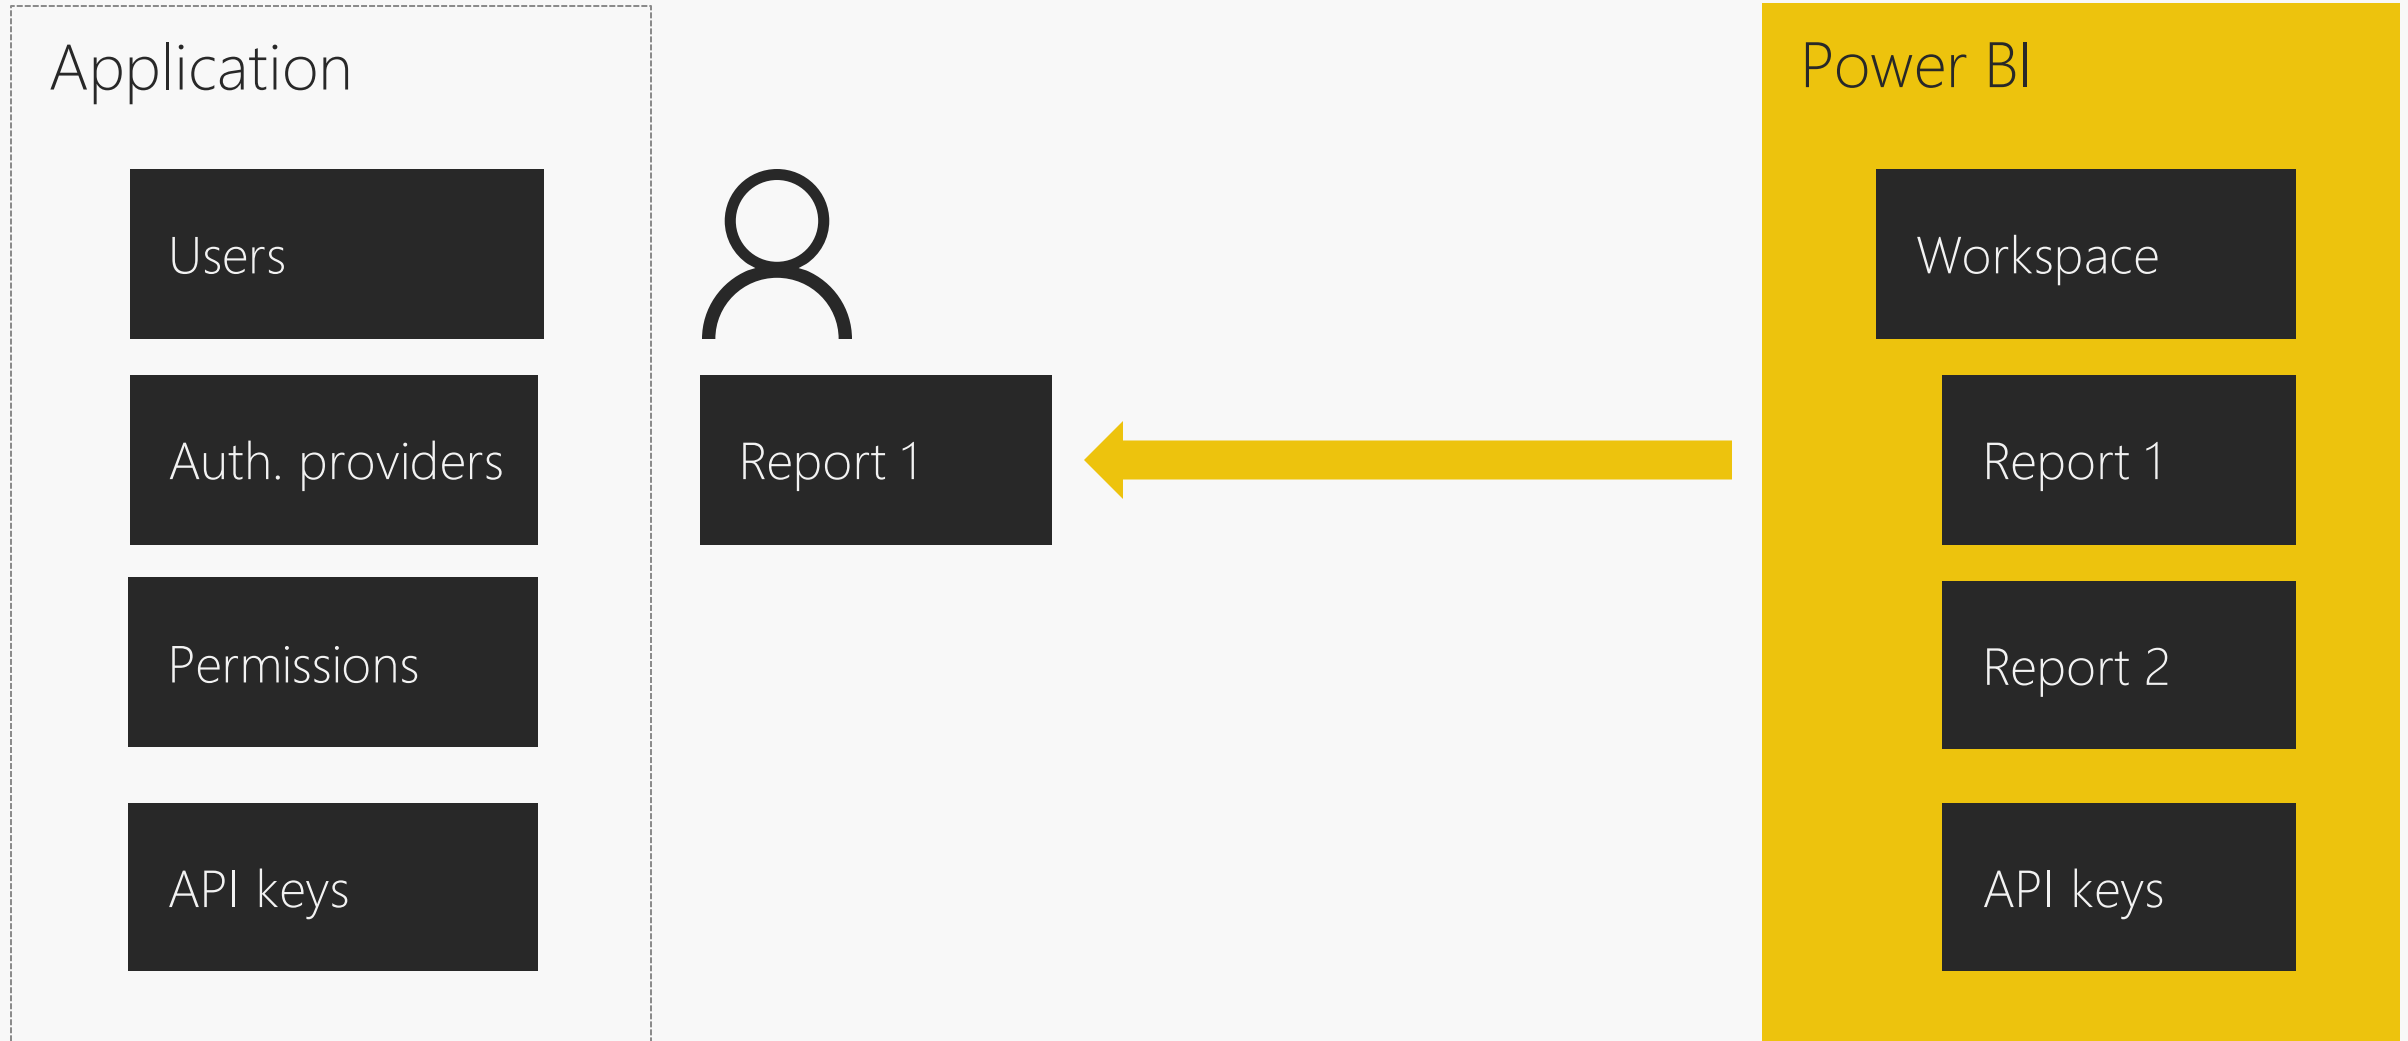 Application
Users
Auth. providers
Permissions
API keys
Report 1
Power BI
Workspace
Report 1
Report 2
API keys